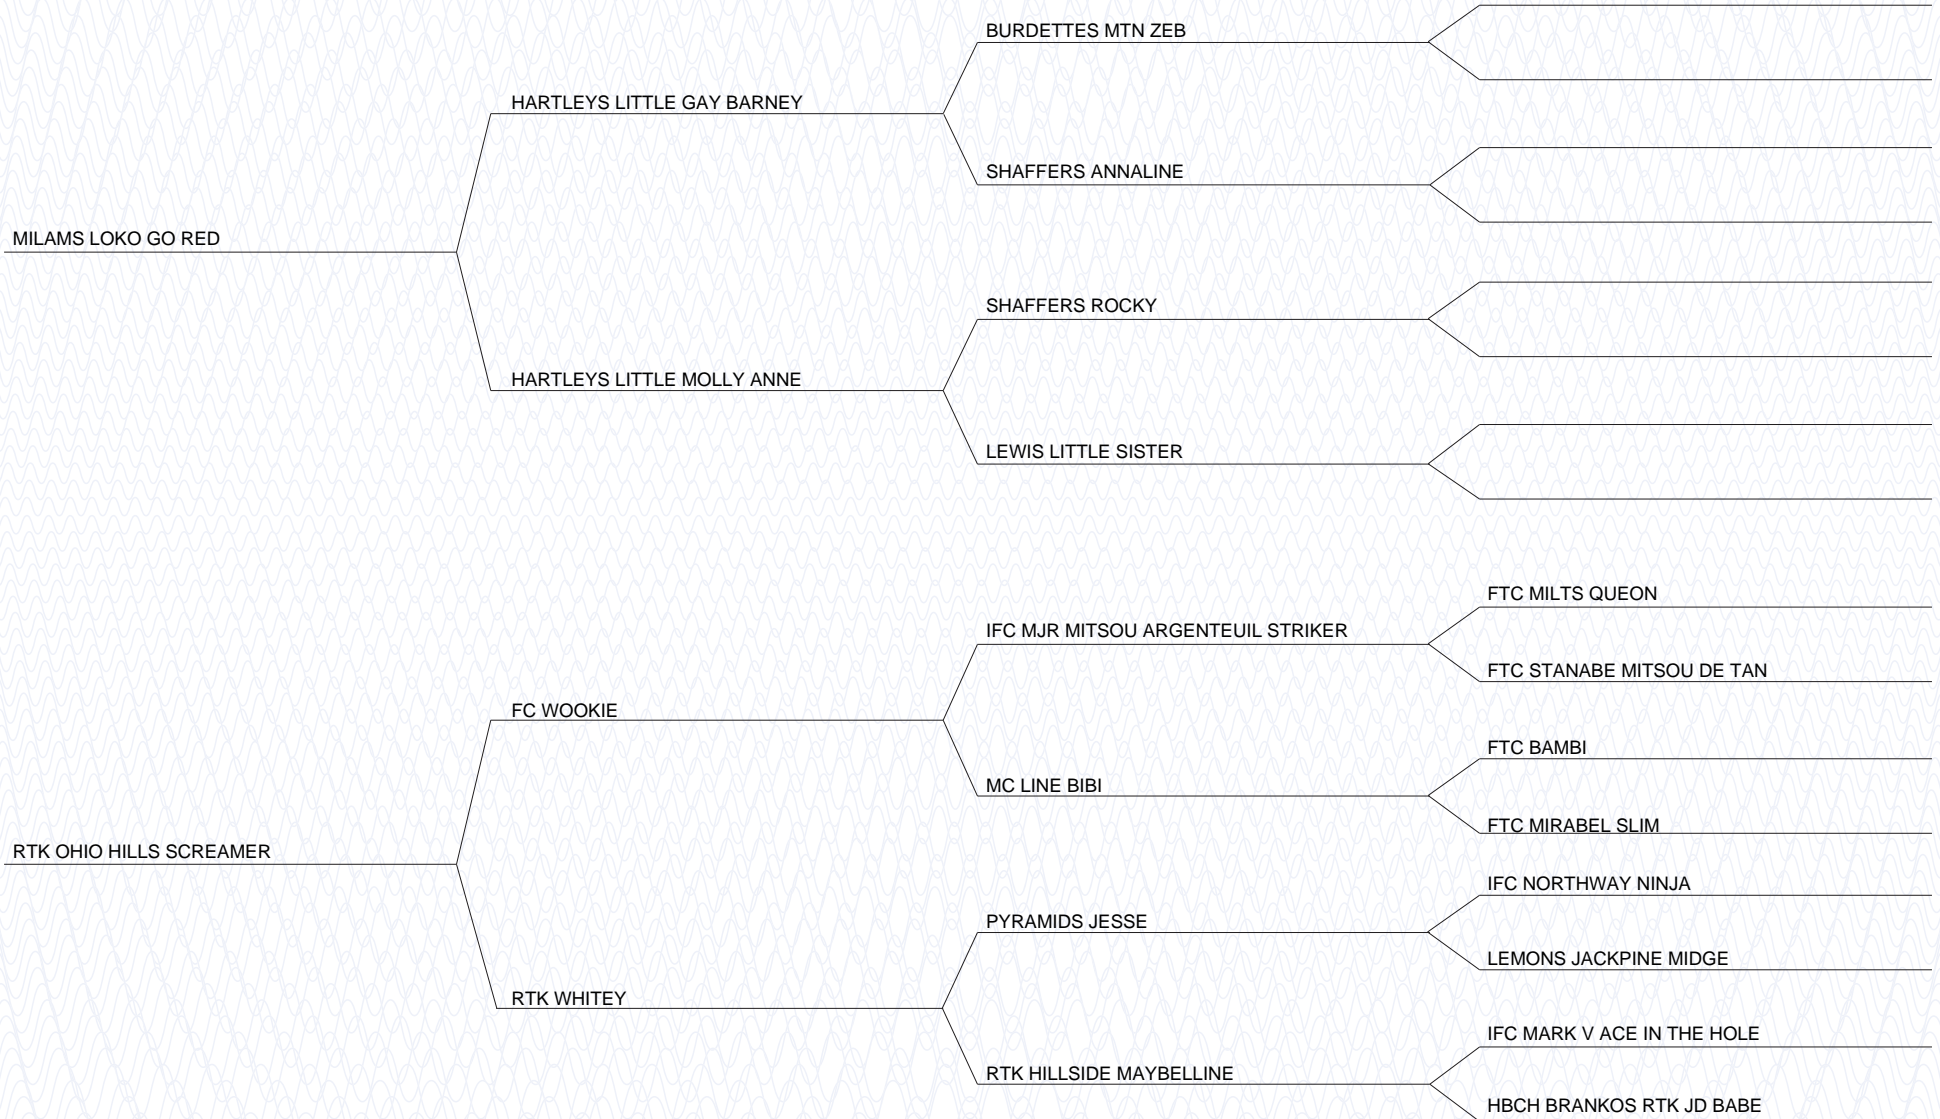 BURDETTES MTN ZEB
HARTLEYS LITTLE GAY BARNEY
SHAFFERS ANNALINE
MILAMS LOKO GO RED
SHAFFERS ROCKY
HARTLEYS LITTLE MOLLY ANNE
LEWIS LITTLE SISTER
FTC MILTS QUEON
IFC MJR MITSOU ARGENTEUIL STRIKER
FTC STANABE MITSOU DE TAN
FC WOOKIE
FTC BAMBI
MC LINE BIBI
FTC MIRABEL SLIM
RTK OHIO HILLS SCREAMER
IFC NORTHWAY NINJA
PYRAMIDS JESSE
LEMONS JACKPINE MIDGE
RTK WHITEY
IFC MARK V ACE IN THE HOLE
RTK HILLSIDE MAYBELLINE
HBCH BRANKOS RTK JD BABE